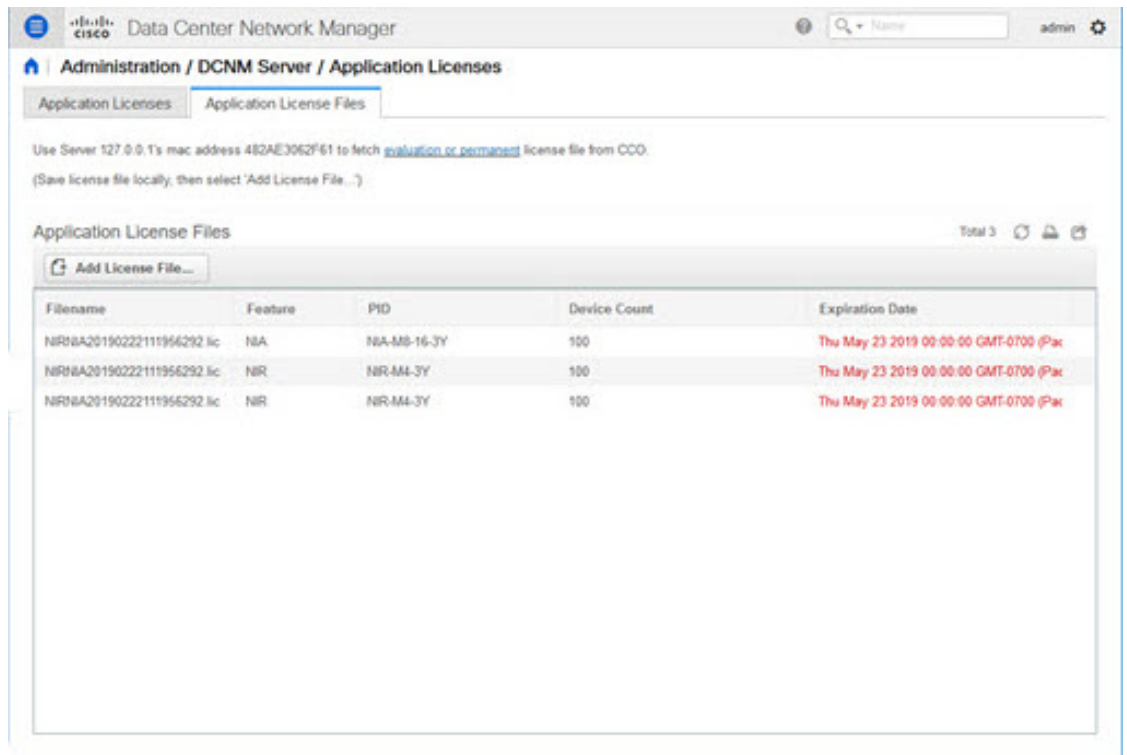 cisco Data Center Network Manager Name admin
Administration / DCNM Server / Application Licenses
Application Licenses Application License Files
Use Server 127.0.0.1's mac address 482AE3062F61 to fetch evaluation or permanent license file from CCO.
(Save license file locally, then select 'Add License File...')
Application License Files Total 3
Add License File...
Filename Feature PID Device Count Expiration Date
NIRNIA20190222111956292.lic NIA NIA-M8-16-3Y 100 Thu May 23 2019 00:00:00 GMT-0700 (Pac
NIRNIA20190222111956292.lic NIR NIR-M4-3Y 100 Thu May 23 2019 00:00:00 GMT-0700 (Pac
NIRNIA20190222111956292.lic NIR NIR-M4-3Y 100 Thu May 23 2019 00:00:00 GMT-0700 (Pac